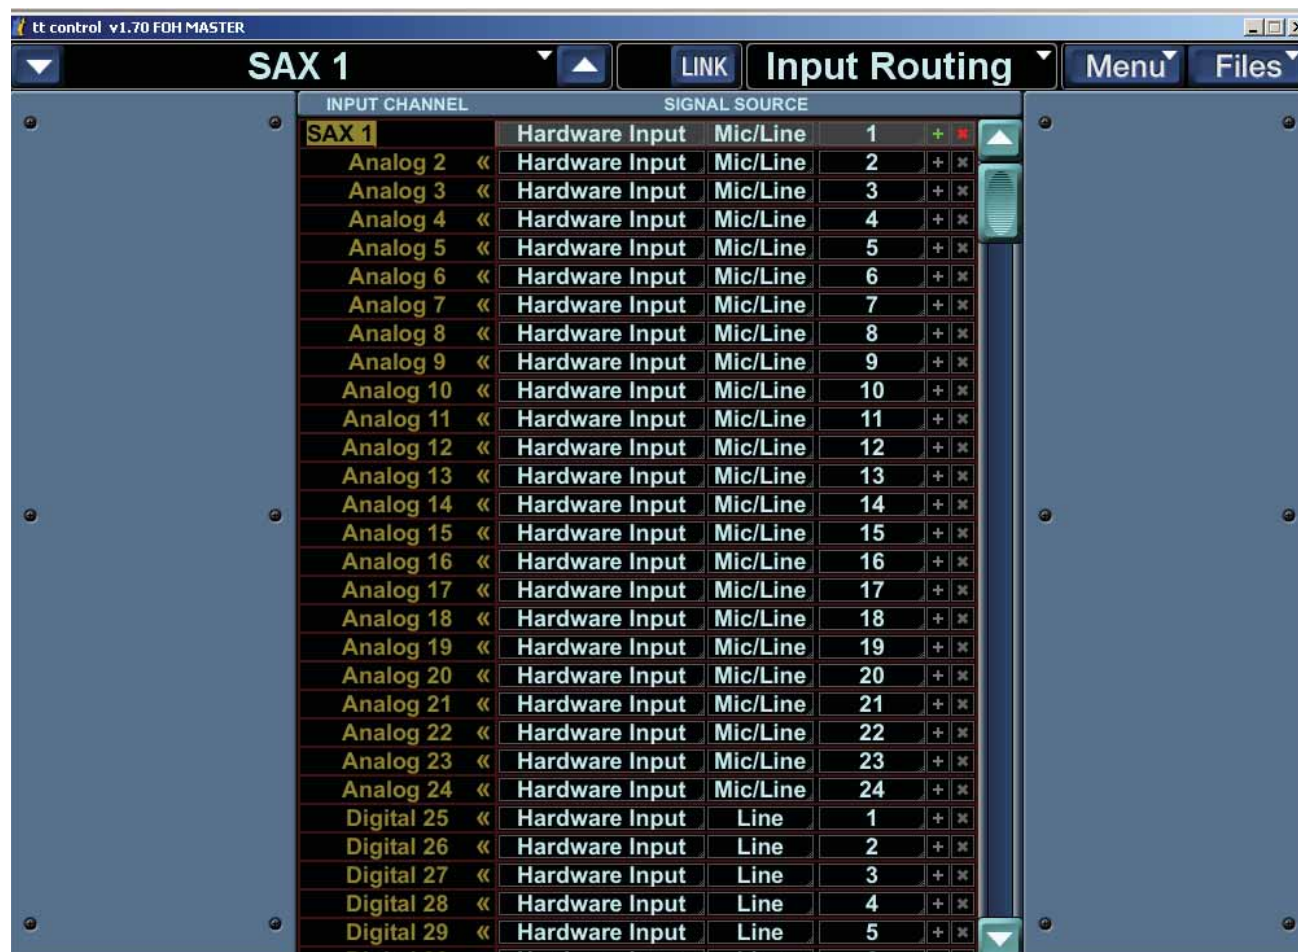 tt control v1.70 FOH MASTER
SAX 1 LINK Input Routing Menu Files
INPUT CHANNEL SIGNAL SOURCE
SAX 1 Hardware Input Mic/Line 1
Analog 2 « Hardware Input Mic/Line 2
Analog 3 « Hardware Input Mic/Line 3
Analog 4 « Hardware Input Mic/Line 4
Analog 5 « Hardware Input Mic/Line 5
Analog 6 « Hardware Input Mic/Line 6
Analog 7 « Hardware Input Mic/Line 7
Analog 8 « Hardware Input Mic/Line 8
Analog 9 « Hardware Input Mic/Line 9
Analog 10 « Hardware Input Mic/Line 10
Analog 11 « Hardware Input Mic/Line 11
Analog 12 « Hardware Input Mic/Line 12
Analog 13 « Hardware Input Mic/Line 13
Analog 14 « Hardware Input Mic/Line 14
Analog 15 « Hardware Input Mic/Line 15
Analog 16 « Hardware Input Mic/Line 16
Analog 17 « Hardware Input Mic/Line 17
Analog 18 « Hardware Input Mic/Line 18
Analog 19 « Hardware Input Mic/Line 19
Analog 20 « Hardware Input Mic/Line 20
Analog 21 « Hardware Input Mic/Line 21
Analog 22 « Hardware Input Mic/Line 22
Analog 23 « Hardware Input Mic/Line 23
Analog 24 « Hardware Input Mic/Line 24
Digital 25 « Hardware Input Line 1
Digital 26 « Hardware Input Line 2
Digital 27 « Hardware Input Line 3
Digital 28 « Hardware Input Line 4
Digital 29 « Hardware Input Line 5